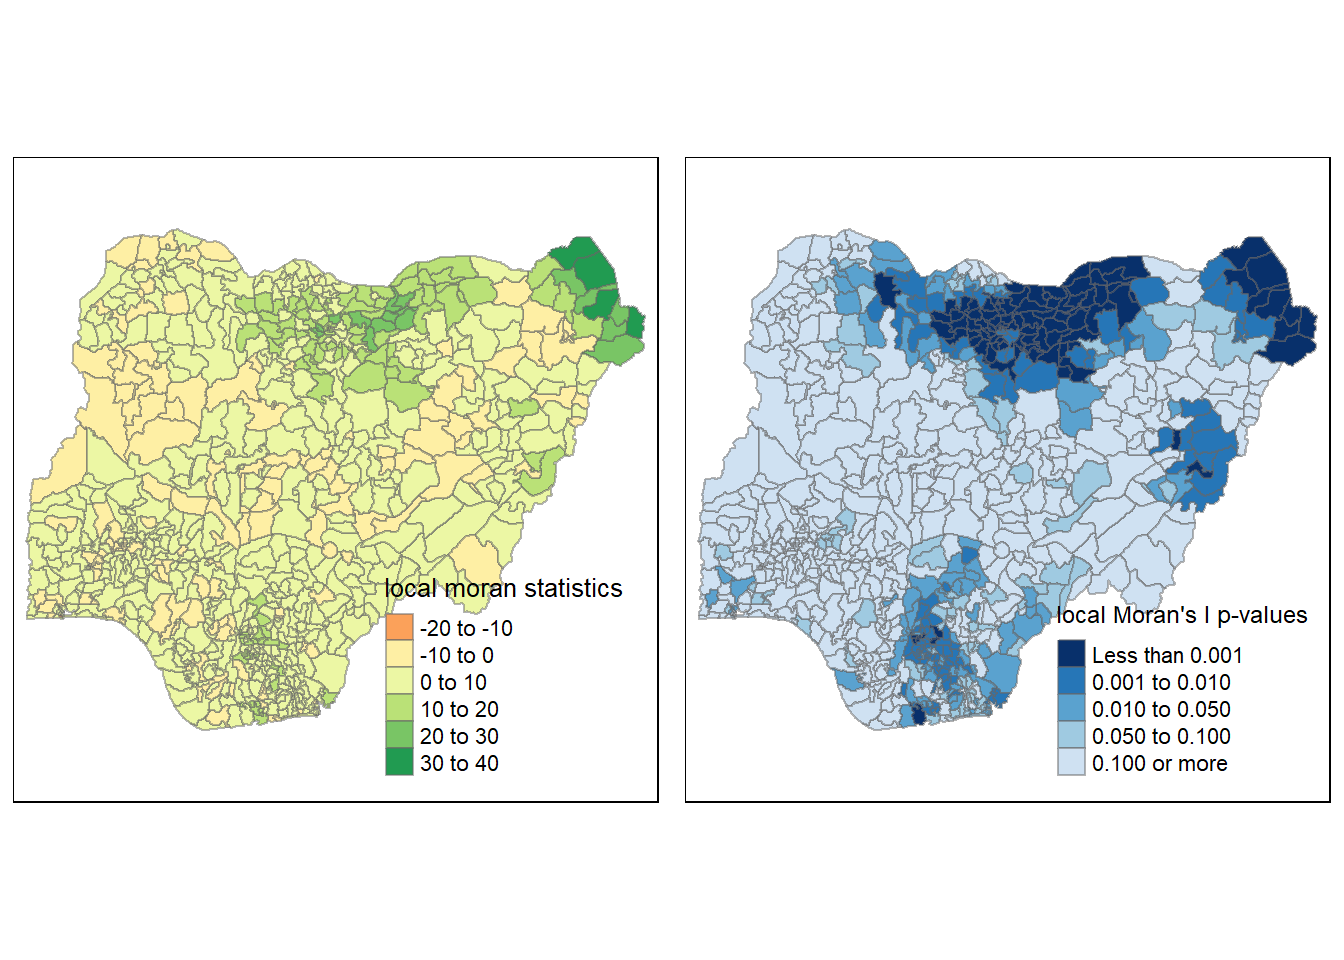 local moran statistics
-20 to -10
-10 to 0
0 to 10
10 to 20
20 to 30
30 to 40
local Moran's I p-values
Less than 0.001
0.001 to 0.010
0.010 to 0.050
0.050 to 0.100
0.100 or more